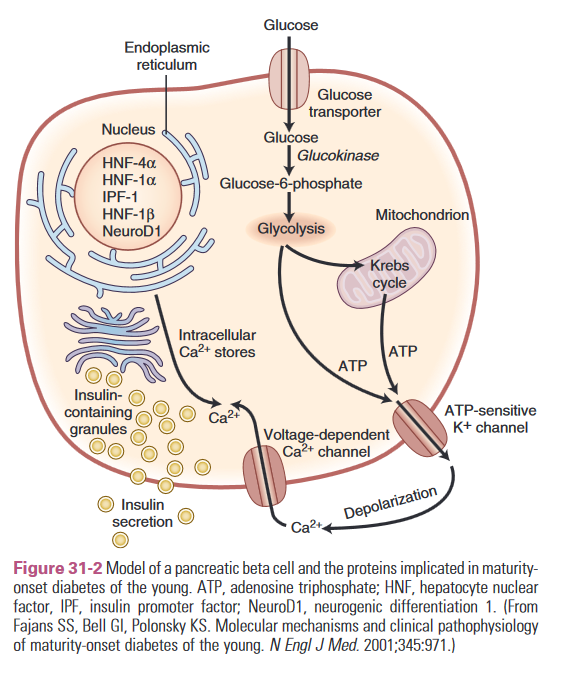 Glucose
Endoplasmic
reticulum
Glucose
transporter
Nucleus
Glucose
Glucokinase
HNF-4α
HNF-1α
IPF-1
HNF-1β
NeuroD1
Glucose-6-phosphate
Mitochondrion
Glycolysis
Krebs
cycle
Intracellular
Ca2+ stores
ATP
ATP
Insulin-
containing
granules
Ca2+
ATP-sensitive
K+ channel
Voltage-dependent
Ca2+ channel
Depolarization
Insulin
secretion
Ca2+
Figure 31-2 Model of a pancreatic beta cell and the proteins implicated in maturity-
onset diabetes of the young. ATP, adenosine triphosphate; HNF, hepatocyte nuclear
factor, IPF, insulin promoter factor; NeuroD1, neurogenic differentiation 1. (From
Fajans SS, Bell GI, Polonsky KS. Molecular mechanisms and clinical pathophysiology
of maturity-onset diabetes of the young. N Engl J Med. 2001;345:971.)